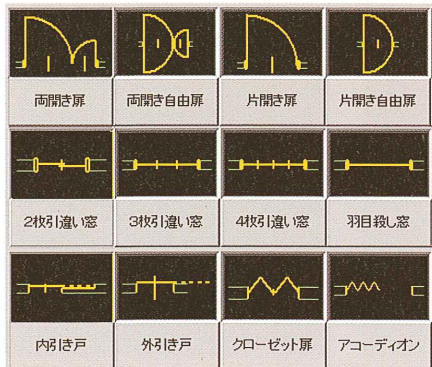 両開き扉
両開き自由扉
片開き扉
片開き自由扉
2枚引違い窓
3枚引違い窓
4枚引違い窓
羽目殺し窓
内引き戸
外引き戸
クローゼット扉
アコーディオン